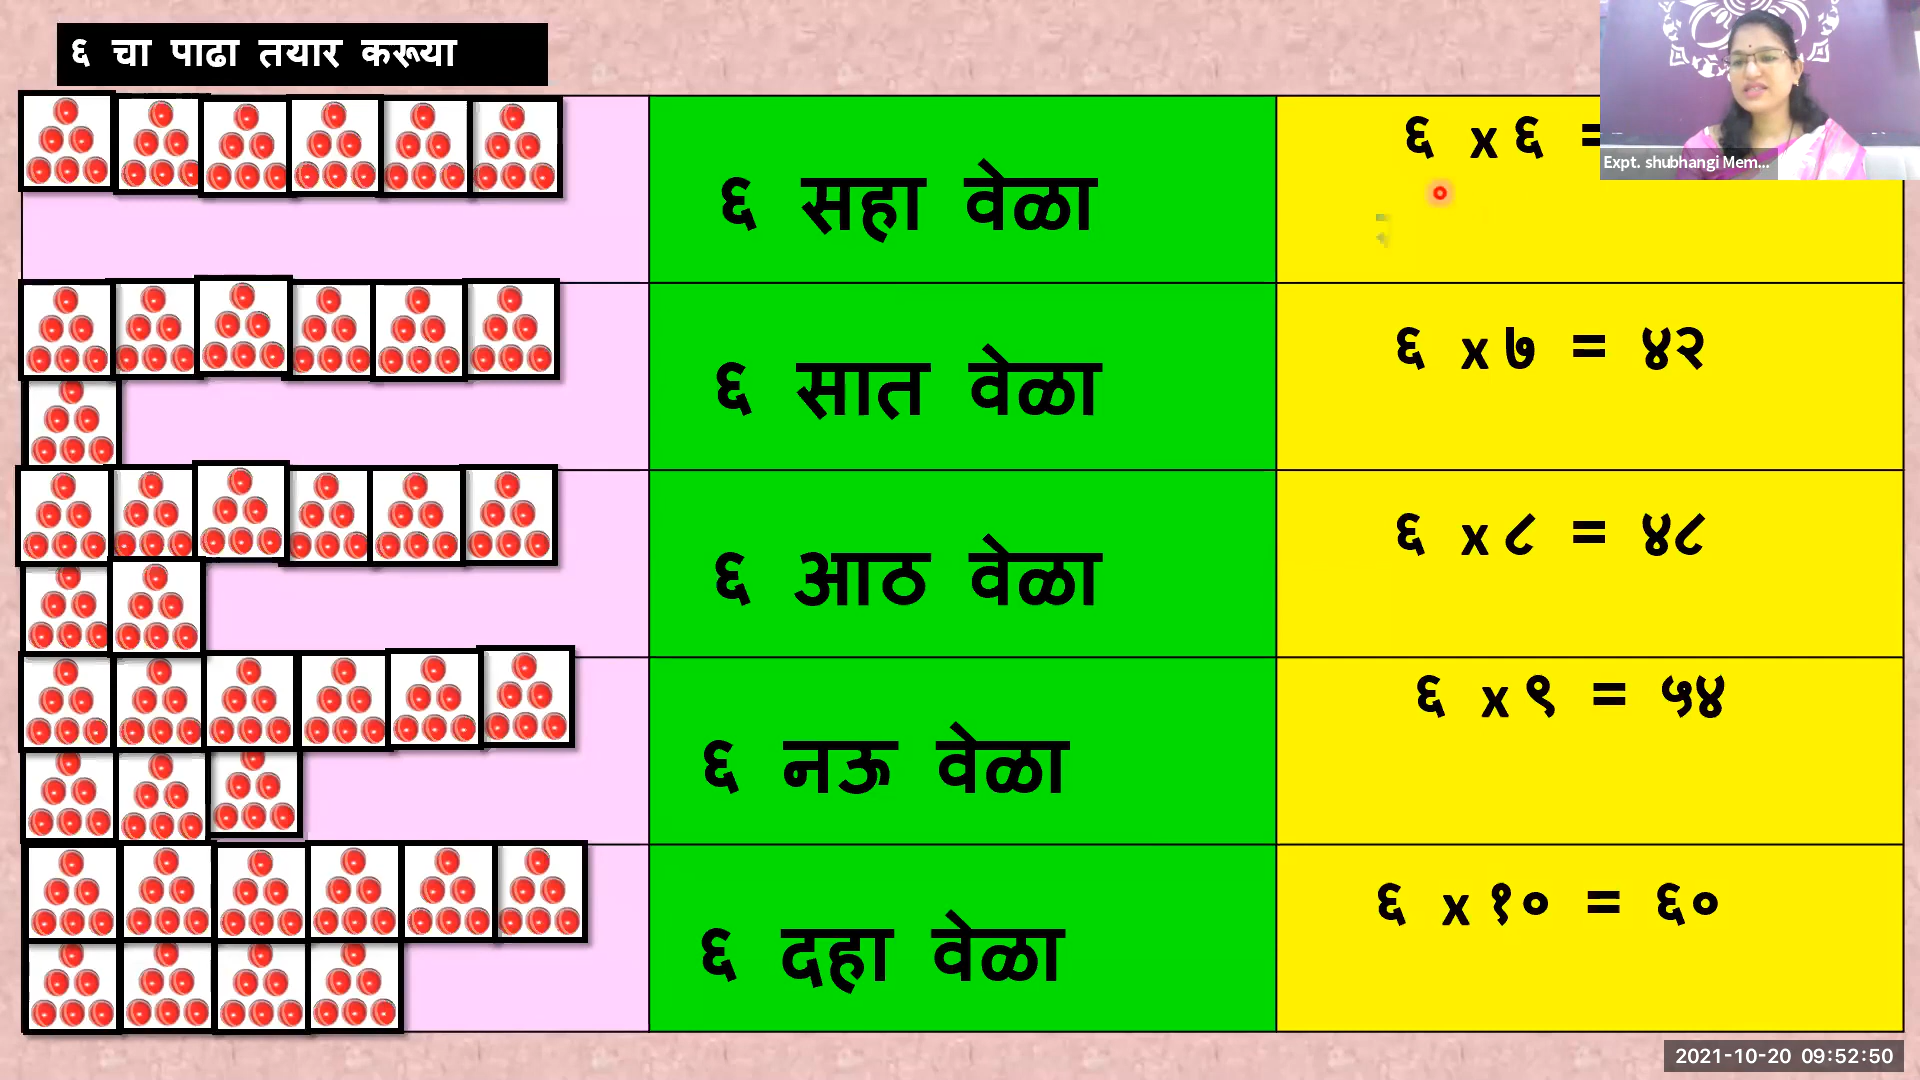 ६ चा पाढा तयार करूया
६ सहा वेळा
६ x ६ =
Expt. shubhangi Mem...
६ सात वेळा
६ x ७ = ४२
६ आठ वेळा
६ x ८ = ४८
६ नऊ वेळा
६ x ९ = ५४
६ दहा वेळा
६ x १० = ६०
2021-10-20 09:52:50